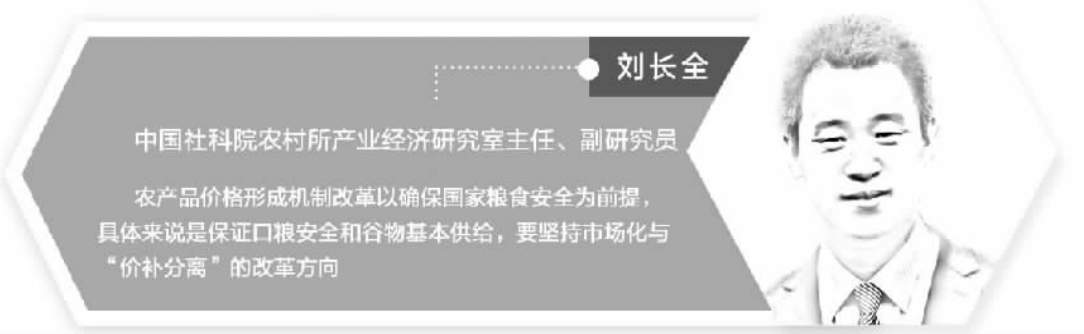 刘长全
中国社科院农村所产业经济研究室主任、副研究员
农产品价格形成机制改革以确保国家粮食安全为前提，
具体来说是保证口粮安全和谷物基本供给，要坚持市场化与
“价补分离”的改革方向